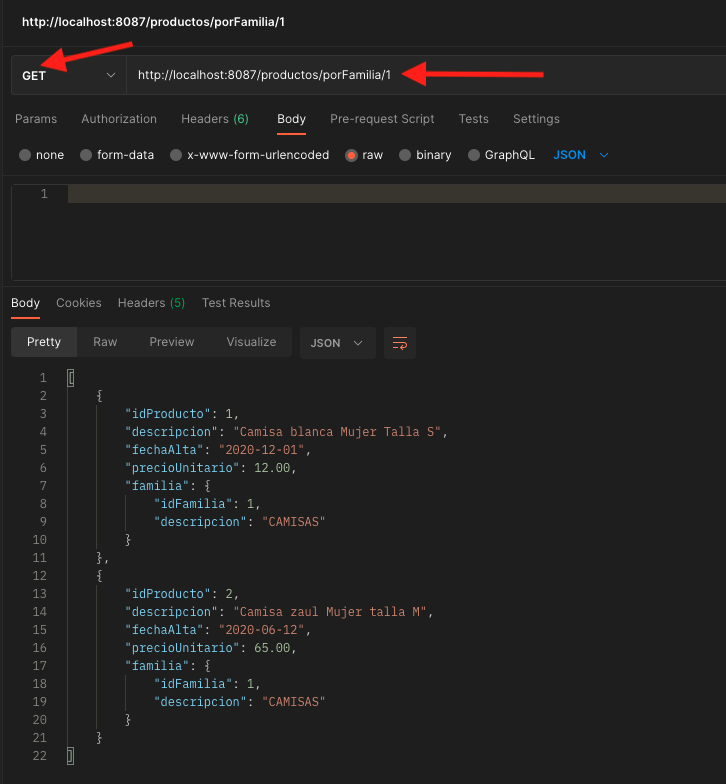 http://localhost:8087/productos/porFamilia/1
GET http://localhost:8087/productos/porFamilia/1
Params Authorization Headers (6) Body Pre-request Script Tests Settings
none form-data x-www-form-urlencoded raw binary GraphQL JSON
1
Body Cookies Headers (5) Test Results
Pretty Raw Preview Visualize JSON
1 [
2 {
3 "idProducto": 1,
4 "descripcion": "Camisa blanca Mujer Talla S",
5 "fechaAlta": "2020-12-01",
6 "precioUnitario": 12.00,
7 "familia": {
8 "idFamilia": 1,
9 "descripcion": "CAMISAS"
10 }
11 },
12 {
13 "idProducto": 2,
14 "descripcion": "Camisa zaul Mujer talla M",
15 "fechaAlta": "2020-06-12",
16 "precioUnitario": 65.00,
17 "familia": {
18 "idFamilia": 1,
19 "descripcion": "CAMISAS"
20 }
21 }
22 ]